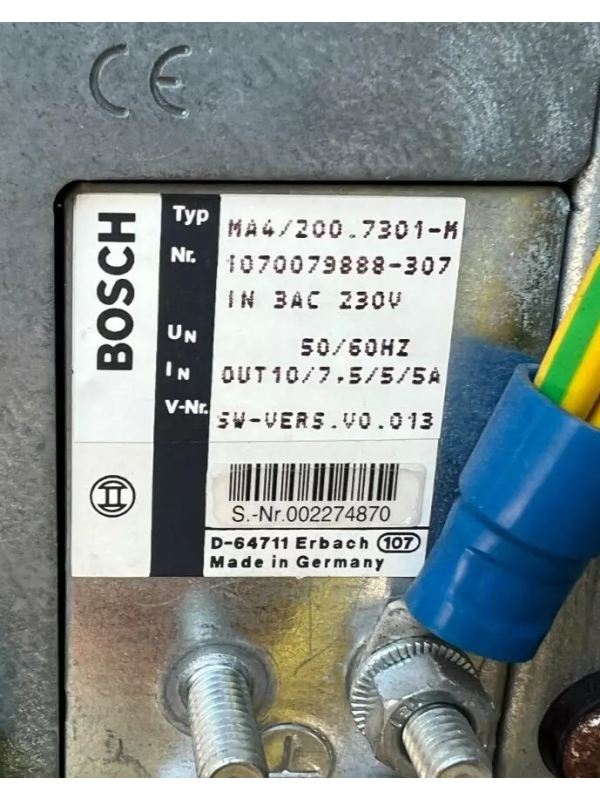 CE
BOSCH
Typ MA4/200.7301-M
Nr. 1070079888-307
IN 3AC 230V
UN 50/60HZ
IN OUT10/7.5/5/5A
V-Nr. SW-VERS.V0.013
S.-Nr.002274870
D-64711 Erbach 107
Made in Germany